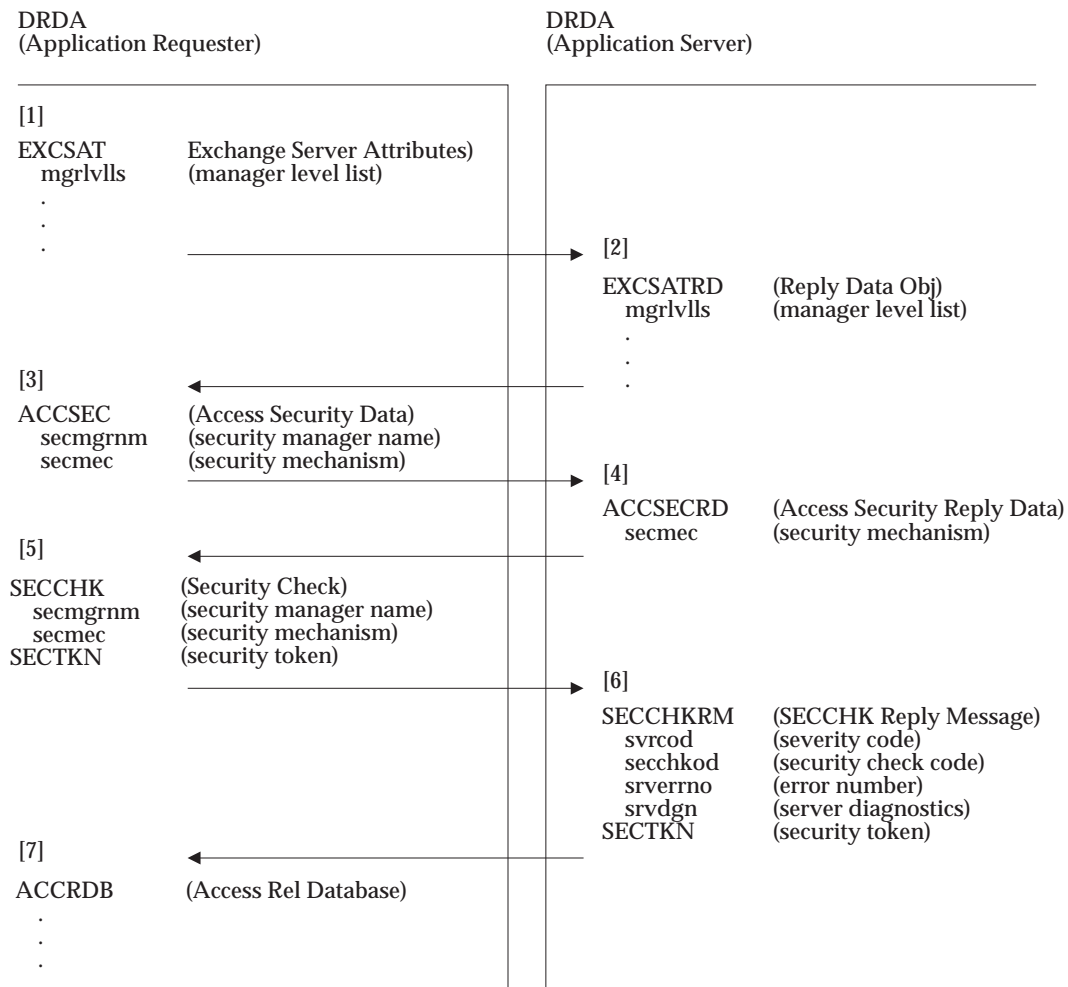 DRDA
(Application Requester)
DRDA
(Application Server)
[1]
EXCSAT Exchange Server Attributes)
mgrlvlls (manager level list)
.
.
.
[2]
EXCSATRD (Reply Data Obj)
mgrlvlls (manager level list)
.
.
.
[3]
ACCSEC (Access Security Data)
secmgrnm (security manager name)
secmec (security mechanism)
[4]
ACCSECRD (Access Security Reply Data)
secmec (security mechanism)
[5]
SECCHK (Security Check)
secmgrnm (security manager name)
secmec (security mechanism)
SECTKN (security token)
[6]
SECCHKRM (SECCHK Reply Message)
svrcod (severity code)
secchkod (security check code)
srverrno (error number)
srvdgn (server diagnostics)
SECTKN (security token)
[7]
ACCRDB (Access Rel Database)
.
.
.